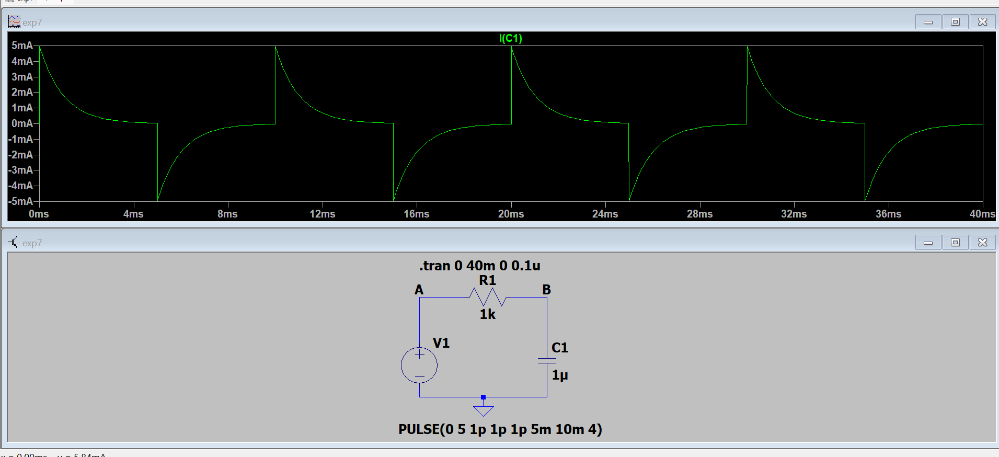 exp7
I(C1)
5mA
4mA
3mA
2mA
1mA
0mA
-1mA
-2mA
-3mA
-4mA
-5mA
0ms 4ms 8ms 12ms 16ms 20ms 24ms 28ms 32ms 36ms 40ms
exp7
.tran 0 40m 0 0.1u
R1
A B
1k
V1
C1
1µ
PULSE(0 5 1p 1p 1p 5m 10m 4)
x = 0.00ms y = 5.84mA